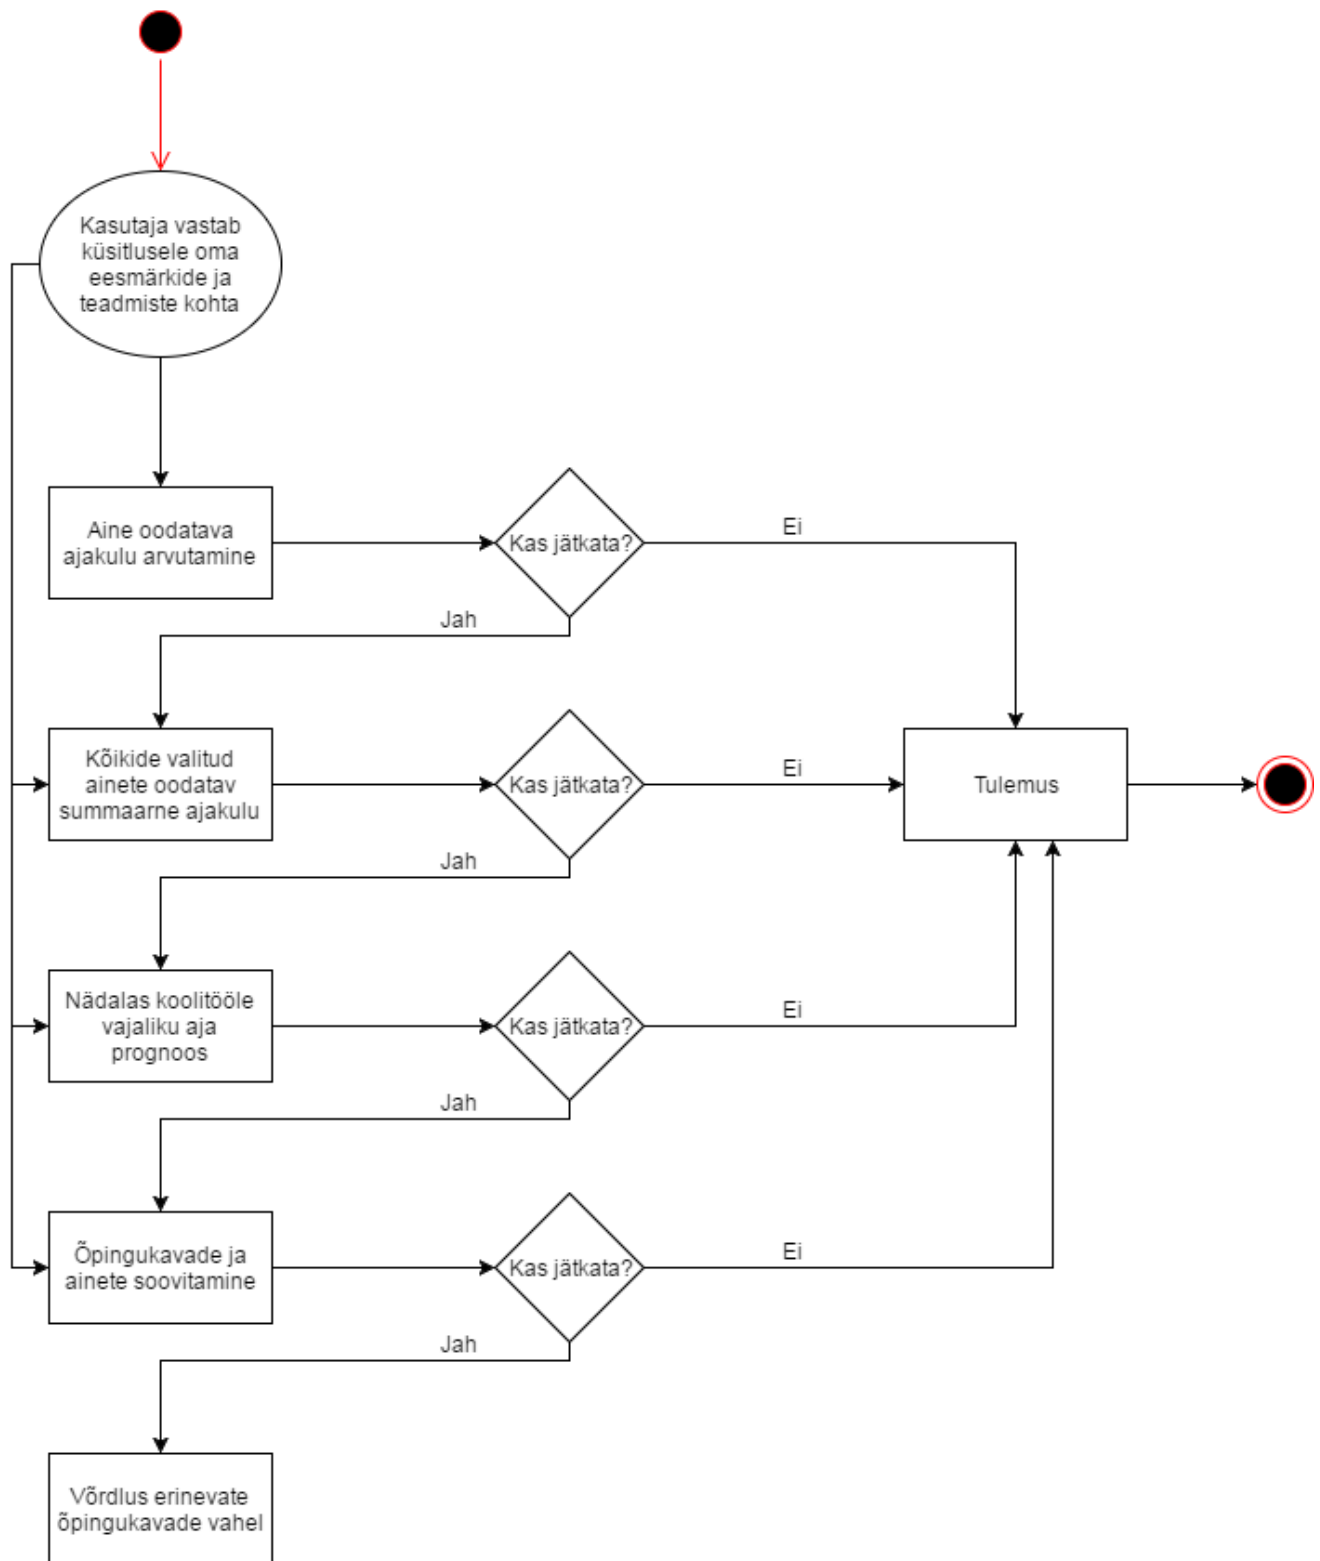 Kasutaja vastab
küsitlusele oma
eesmärkide ja
teadmiste kohta
Aine oodatava
ajakulu arvutamine
Kas jätkata?
Ei
Jah
Kõikide valitud
ainete oodatav
summaarne ajakulu
Kas jätkata?
Ei
Tulemus
Jah
Nädalas koolitööle
vajaliku aja
prognoos
Kas jätkata?
Ei
Jah
Õpingukavade ja
ainete soovitamine
Kas jätkata?
Ei
Jah
Võrdlus erinevate
õpingukavade vahel